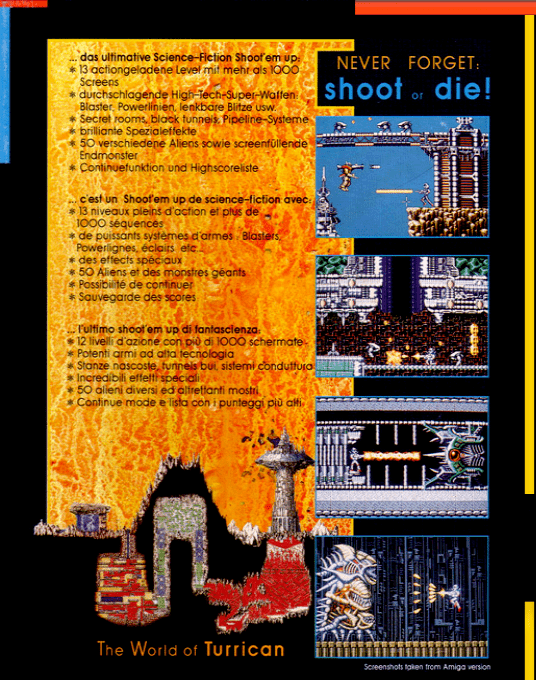 ... das ultimative Science-Fiction Shoot'em up:
* 13 actiongeladene Level mit mehr als 1000
Screens
* durchschlagende High-Tech-Super-Waffen:
Blaster, Powerlinien, lenkbare Blitze usw.
* Secret rooms, black tunnels, Pipeline-Systeme
* brilliante Spezialeffekte
* 50 verschiedene Aliens sowie screenfüllende
Endmonster
* Continuefunktion und Highscoreliste
... c'est un Shoot'em up de science-fiction avec:
* 13 niveaux pleins d'action et plus de
1000 séquences
* de puissants systèmes d'armes : Blasters,
Powerlignes, éclairs etc...
* des effects spéciaux
* 50 Aliens et des monstres géants
* Possibilité de continuer
* Sauvegarde des scores
... l'ultimo shoot'em up di fantascienza:
* 12 livelli d'azione con più di 1000 schermate
* Potenti armi ad alta tecnologia
* Stanze nascoste, tunnels bui, sistemi conduttura
* Incredibili effetti speciali
* 50 alieni diversi ed altrettanti mostri
* Continue mode e lista con i punteggi più alti
NEVER FORGET:
shoot or die!
The World of Turrican
Screenshots taken from Amiga version